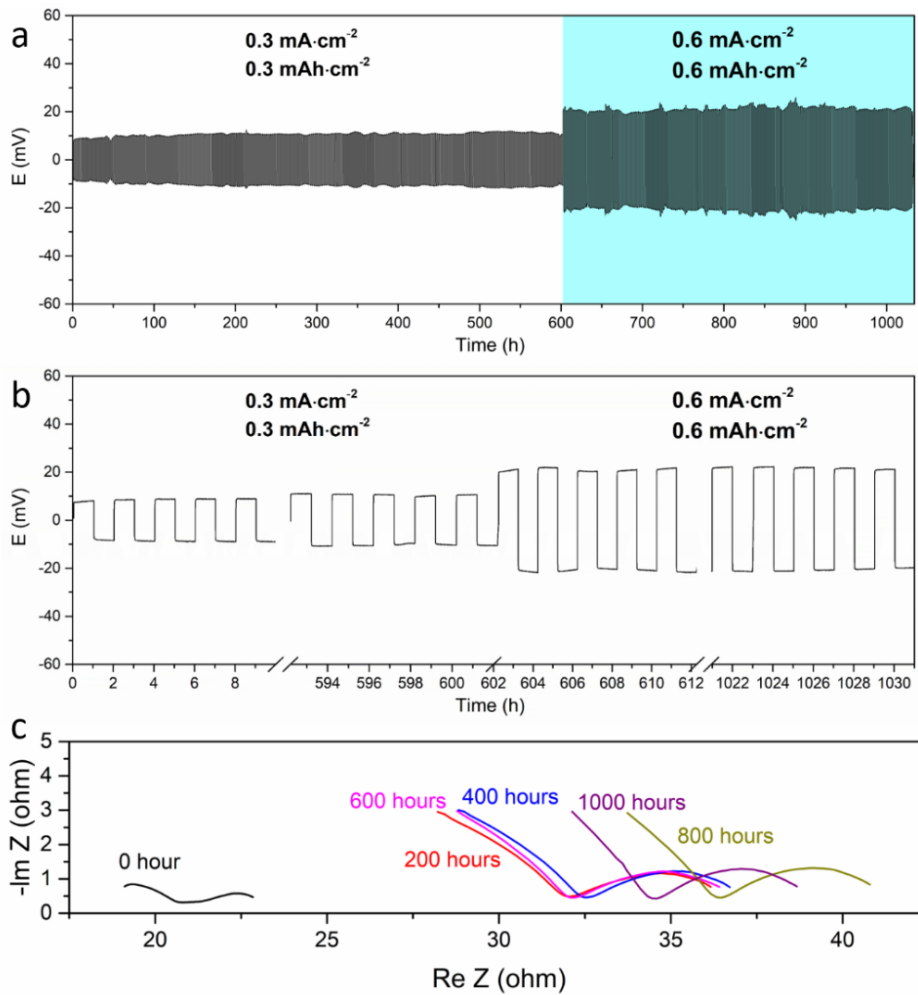 a
0.3 mA·cm⁻²
0.3 mAh·cm⁻²
0.6 mA·cm⁻²
0.6 mAh·cm⁻²
E (mV)
60
40
20
0
-20
-40
-60
0 100 200 300 400 500 600 700 800 900 1000
Time (h)
b
0.3 mA·cm⁻²
0.3 mAh·cm⁻²
0.6 mA·cm⁻²
0.6 mAh·cm⁻²
E (mV)
60
40
20
0
-20
-40
-60
0 2 4 6 8 594 596 598 600 602 604 606 608 610 612 1022 1024 1026 1028 1030
Time (h)
c
-Im Z (ohm)
5
4
3
2
1
0
0 hour
600 hours
400 hours
200 hours
1000 hours
800 hours
20 25 30 35 40
Re Z (ohm)